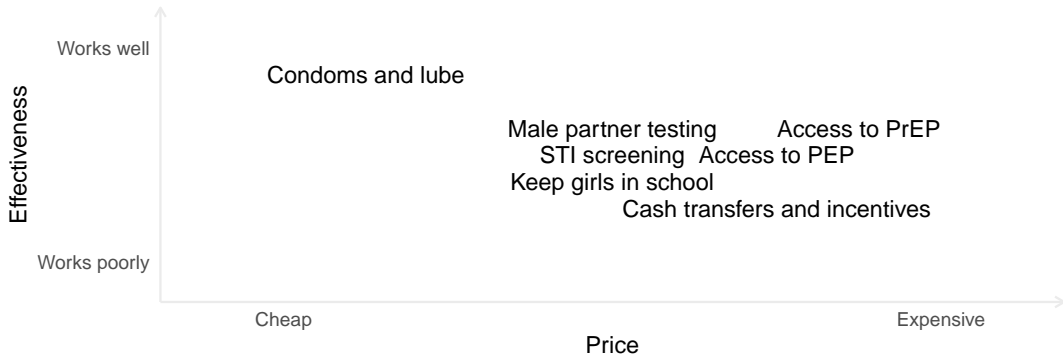 Works well
Condoms and lube
Effectiveness
Male partner testing
Access to PrEP
STI screening
Access to PEP
Keep girls in school
Cash transfers and incentives
Works poorly
Cheap
Expensive
Price